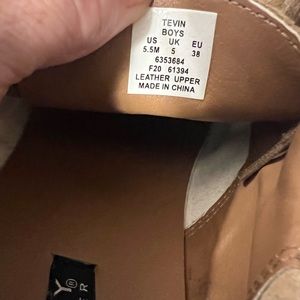 TEVIN
BOYS
US UK EU
5.5M 5 38
6353684
F20 61394
LEATHER UPPER
MADE IN CHINA